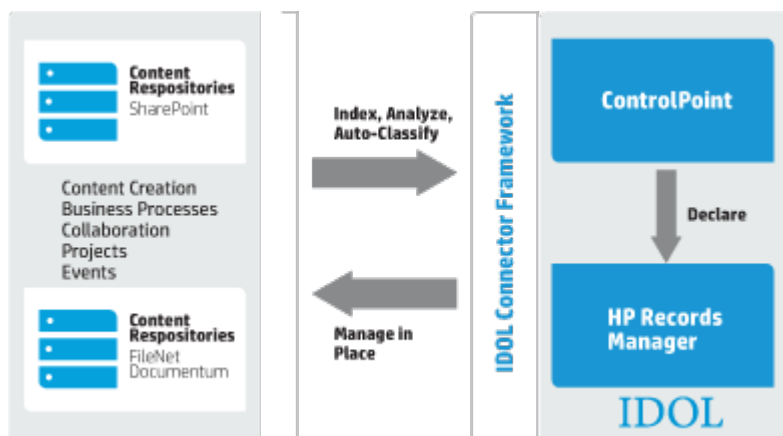 Content
Respositories
SharePoint
Content Creation
Business Processes
Collaboration
Projects
Events
Content
Respositories
FileNet
Documentum
Index, Analyze,
Auto-Classify
Manage in
Place
IDOL Connector Framework
ControlPoint
Declare
HP Records
Manager
IDOL